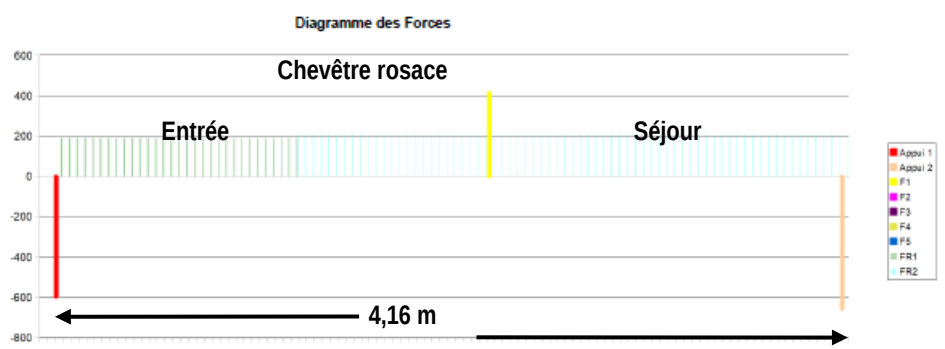 Diagramme des Forces
600
Chevêtre rosace
400
Entrée
Séjour
200
0
-200
-400
-600
4,16 m
-800
Appui 1
Appui 2
F1
F2
F3
F4
F5
FR1
FR2